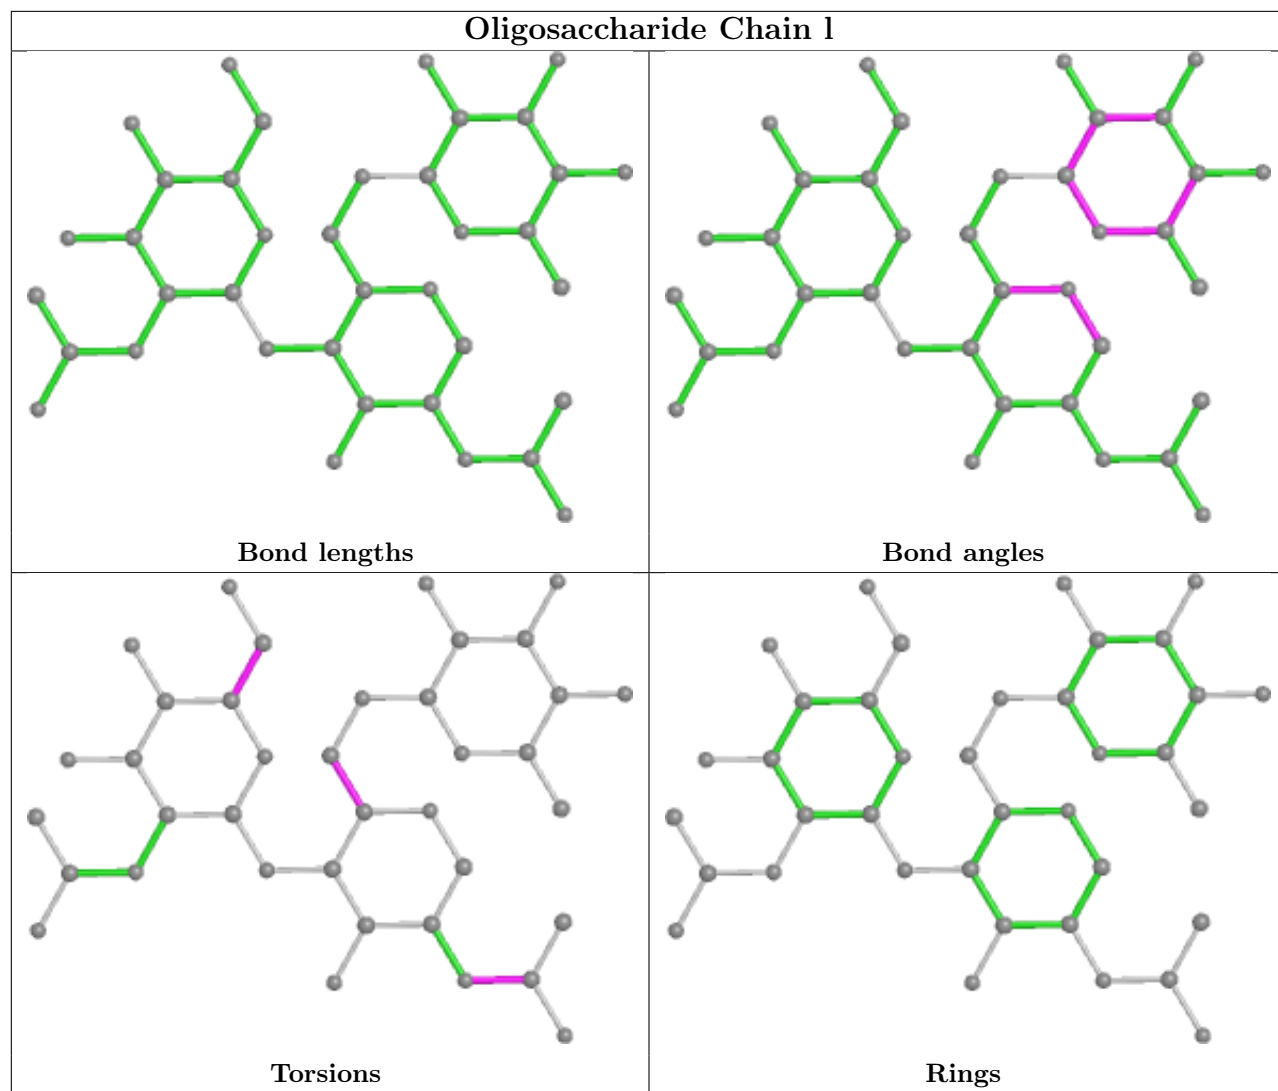 Oligosaccharide Chain l
Bond lengths
Bond angles
Torsions
Rings